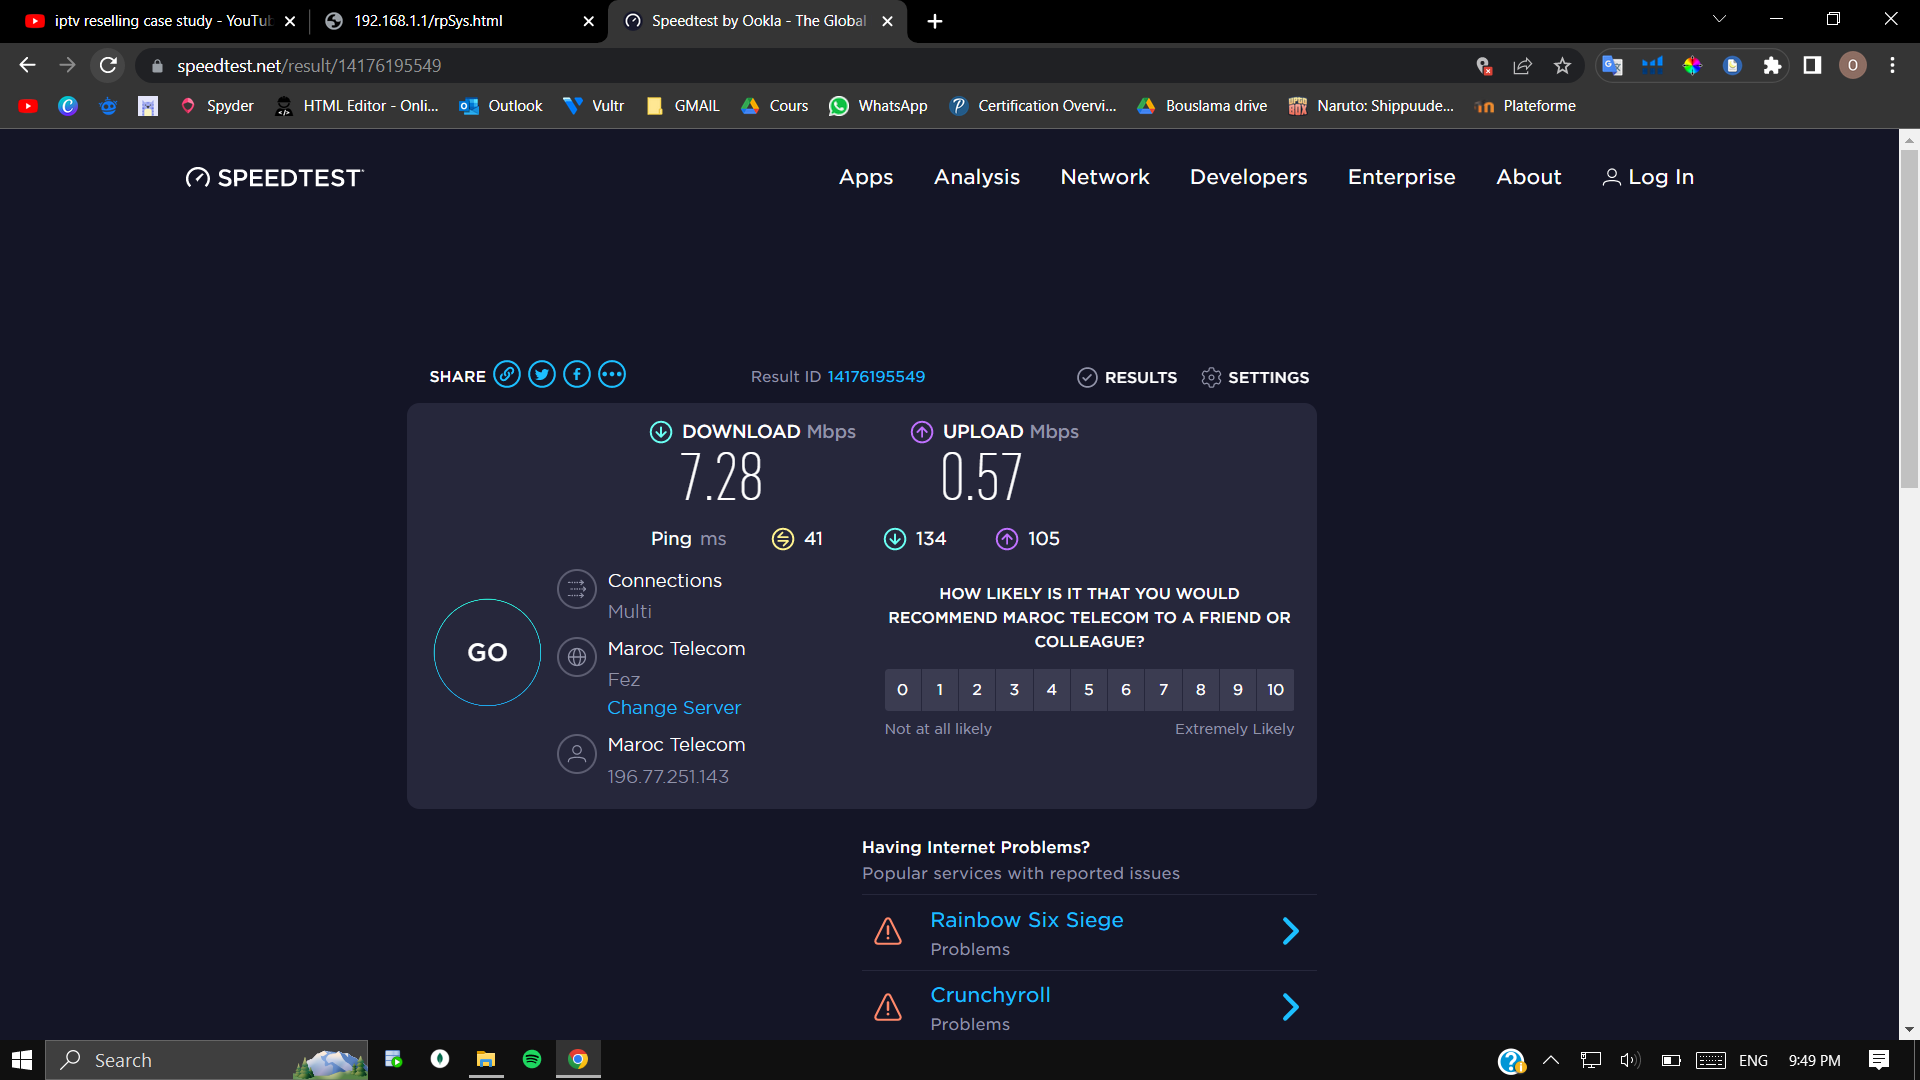 iptv reselling case study - YouTu
192.168.1.1/rpSys.html
Speedtest by Ookla - The Global
speedtest.net/result/14176195549
O
Spyder
HTML Editor - Onli...
Outlook
Vultr
GMAIL
Cours
WhatsApp
Certification Overvi...
Bouslama drive
Naruto: Shippuude...
Plateforme
SPEEDTEST
Apps
Analysis
Network
Developers
Enterprise
About
Log In
SHARE
Result ID 14176195549
RESULTS
SETTINGS
DOWNLOAD Mbps
7.28
UPLOAD Mbps
0.57
Ping ms
41
134
105
GO
Connections
Multi
Maroc Telecom
Fez
Change Server
Maroc Telecom
196.77.251.143
HOW LIKELY IS IT THAT YOU WOULD
RECOMMEND MAROC TELECOM TO A FRIEND OR
COLLEAGUE?
0 1 2 3 4 5 6 7 8 9 10
Not at all likely
Extremely Likely
Having Internet Problems?
Popular services with reported issues
Rainbow Six Siege
Problems
Crunchyroll
Problems
Search
ENG
9:49 PM